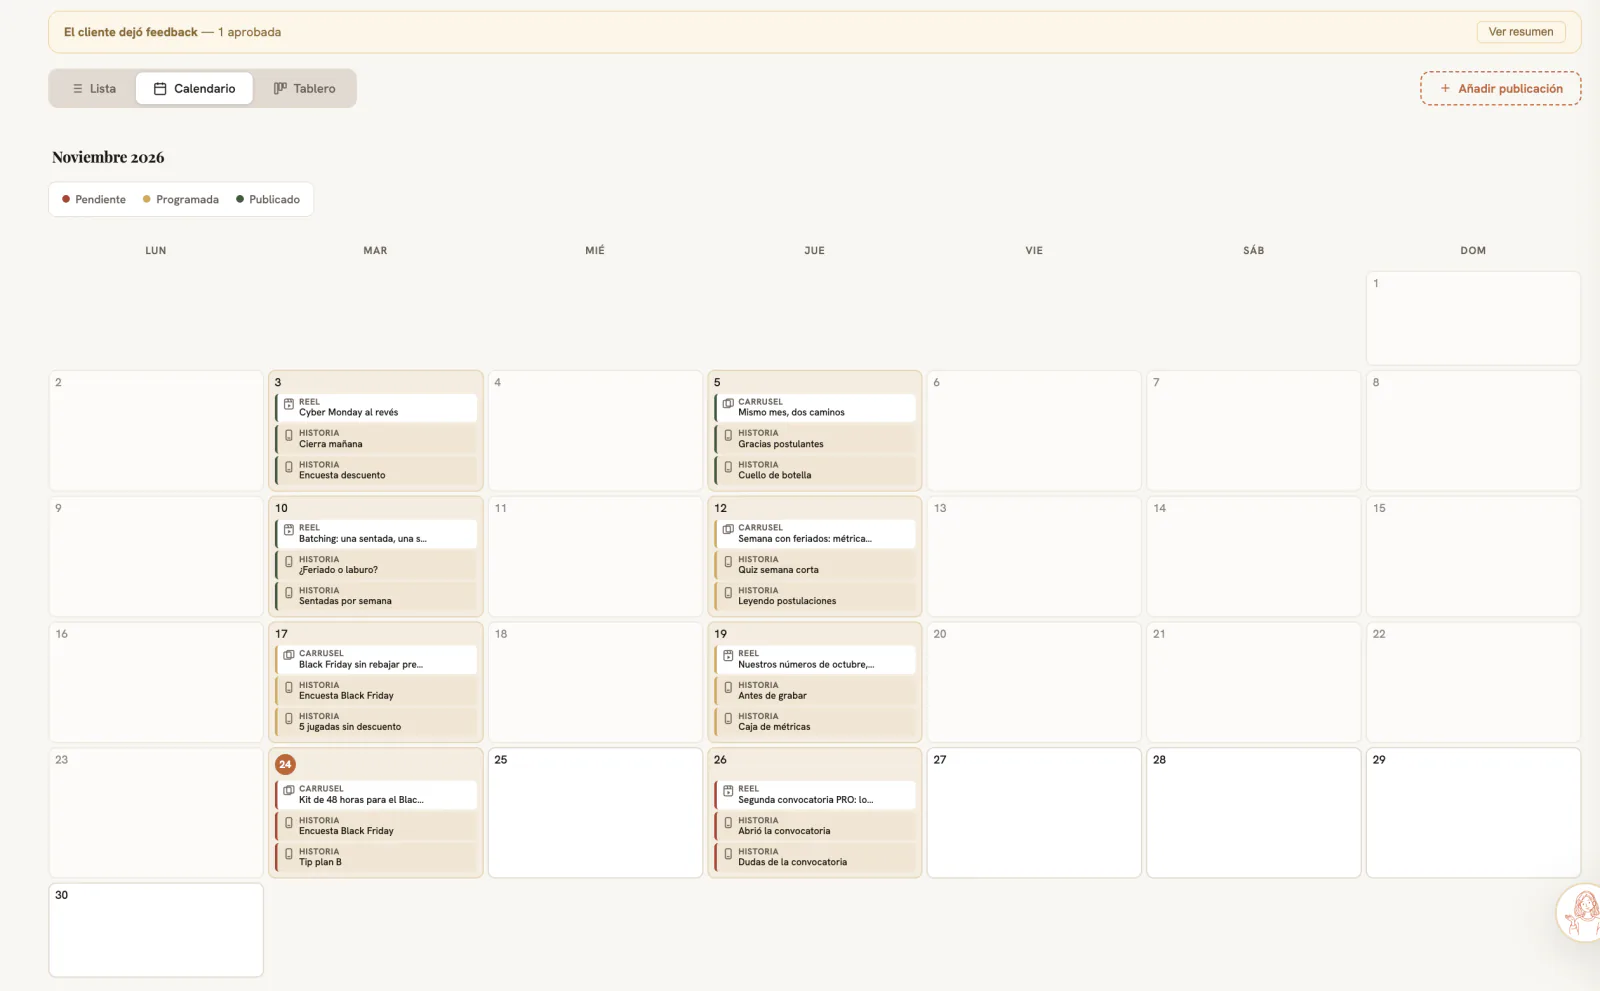 El cliente dejó feedback — 1 aprobada
Ver resumen
Lista
Calendario
Tablero
+ Añadir publicación
Noviembre 2026
Pendiente
Programada
Publicado
LUN
MAR
MIÉ
JUE
VIE
SÁB
DOM
1
2
3
REEL
Cyber Monday al revés
HISTORIA
Cierra mañana
HISTORIA
Encuesta descuento
4
5
CARRUSEL
Mismo mes, dos caminos
HISTORIA
Gracias postulantes
HISTORIA
Cuello de botella
6
7
8
9
10
REEL
Batching: una sentada, una s...
HISTORIA
¿Feriado o laburo?
HISTORIA
Sentadas por semana
11
12
CARRUSEL
Semana con feriados: métrica...
HISTORIA
Quiz semana corta
HISTORIA
Leyendo postulaciones
13
14
15
16
17
CARRUSEL
Black Friday sin rebajar pre...
HISTORIA
Encuesta Black Friday
HISTORIA
5 jugadas sin descuento
18
19
REEL
Nuestros números de octubre,...
HISTORIA
Antes de grabar
HISTORIA
Caja de métricas
20
21
22
23
24
CARRUSEL
Kit de 48 horas para el Blac...
HISTORIA
Encuesta Black Friday
HISTORIA
Tip plan B
25
26
REEL
Segunda convocatoria PRO: lo...
HISTORIA
Abrió la convocatoria
HISTORIA
Dudas de la convocatoria
27
28
29
30